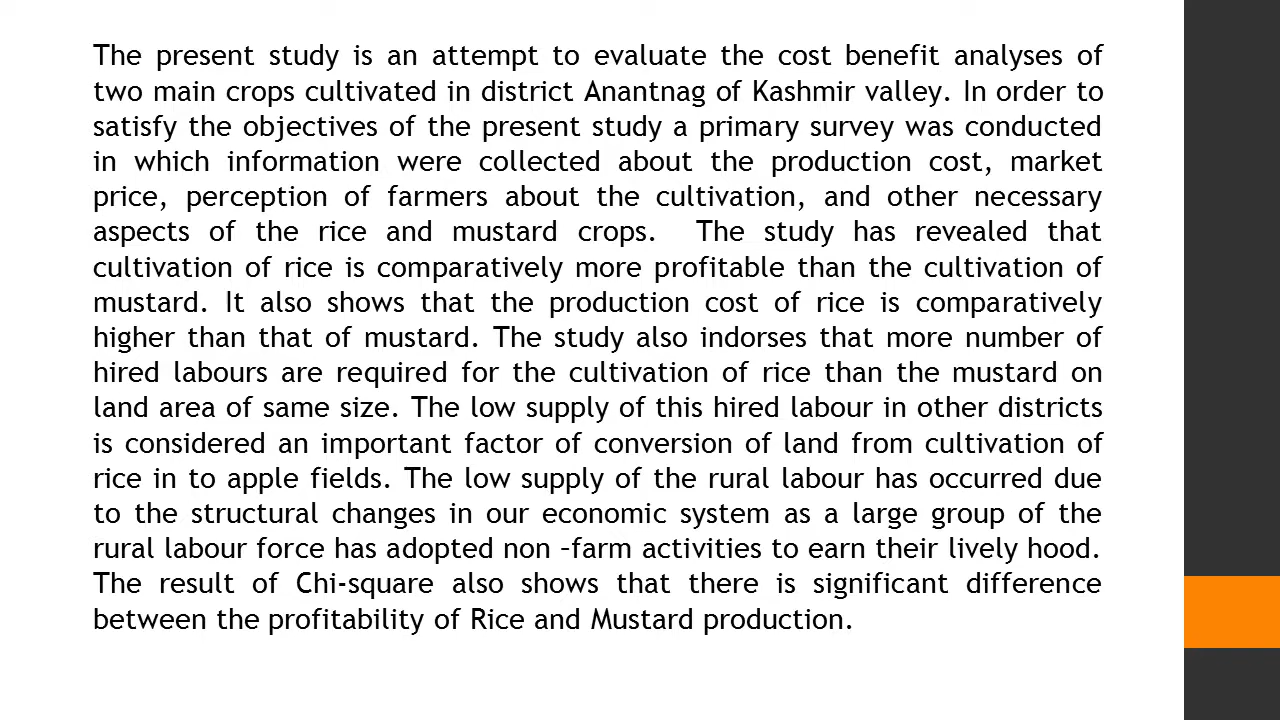 The present study is an attempt to evaluate the cost benefit analyses of
two main crops cultivated in district Anantnag of Kashmir valley. In order to
satisfy the objectives of the present study a primary survey was conducted
in which information were collected about the production cost, market
price, perception of farmers about the cultivation, and other necessary
aspects of the rice and mustard crops.  The study has revealed that
cultivation of rice is comparatively more profitable than the cultivation of
mustard. It also shows that the production cost of rice is comparatively
higher than that of mustard. The study also indorses that more number of
hired labours are required for the cultivation of rice than the mustard on
land area of same size. The low supply of this hired labour in other districts
is considered an important factor of conversion of land from cultivation of
rice in to apple fields. The low supply of the rural labour has occurred due
to the structural changes in our economic system as a large group of the
rural labour force has adopted non –farm activities to earn their lively hood.
The result of Chi-square also shows that there is significant difference
between the profitability of Rice and Mustard production.